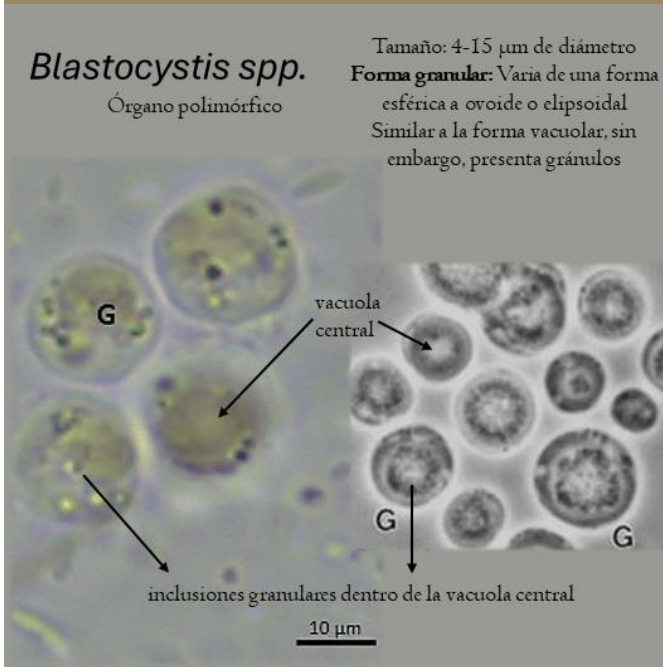 Blastocystis spp.
Órgano polimórfico
Tamaño: 4-15 μm de diámetro
Forma granular: Varia de una forma
esférica a ovoide o elipsoidal
Similar a la forma vacuolar, sin
embargo, presenta gránulos
G
vacuola
central
G
G
inclusiones granulares dentro de la vacuola central
10 μm